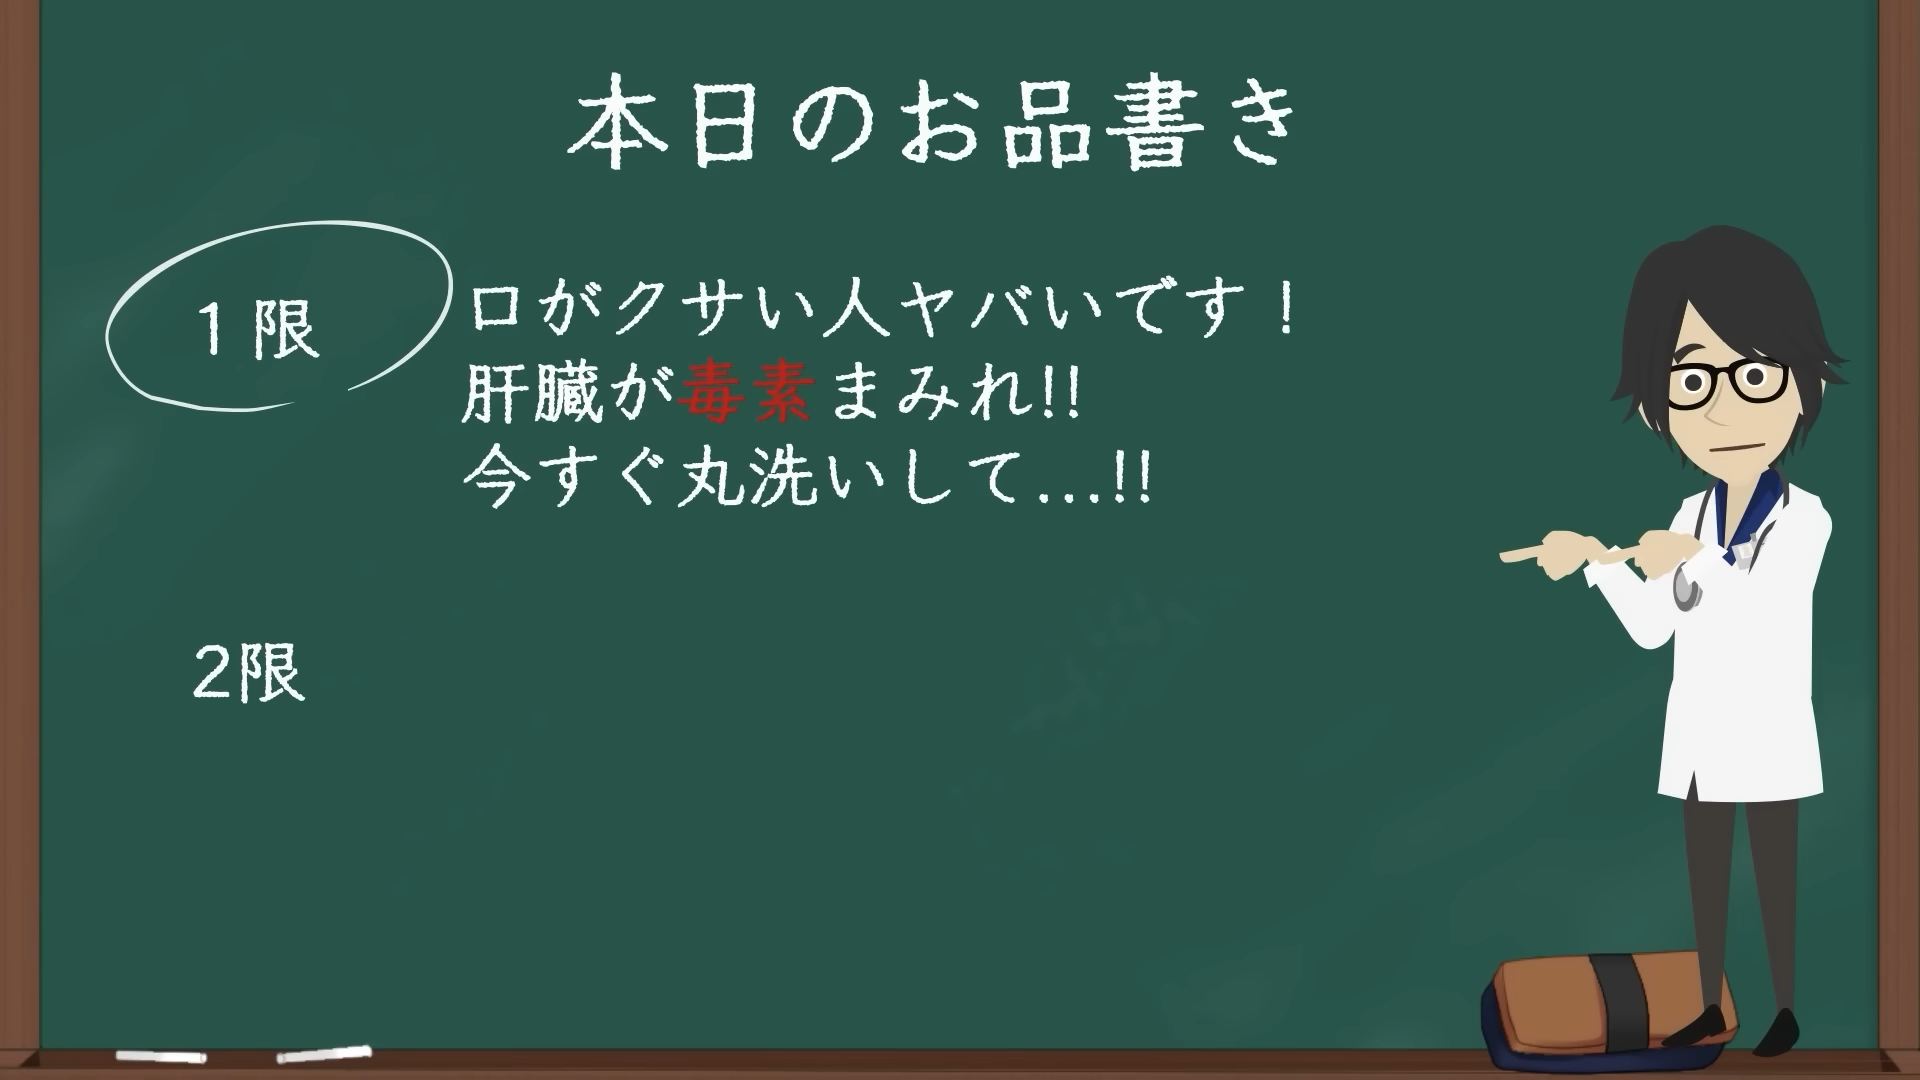 本日のお品書き
1限
口がクサい人ヤバいです！
肝臓が毒素まみれ!!
今すぐ丸洗いして...!!
2限